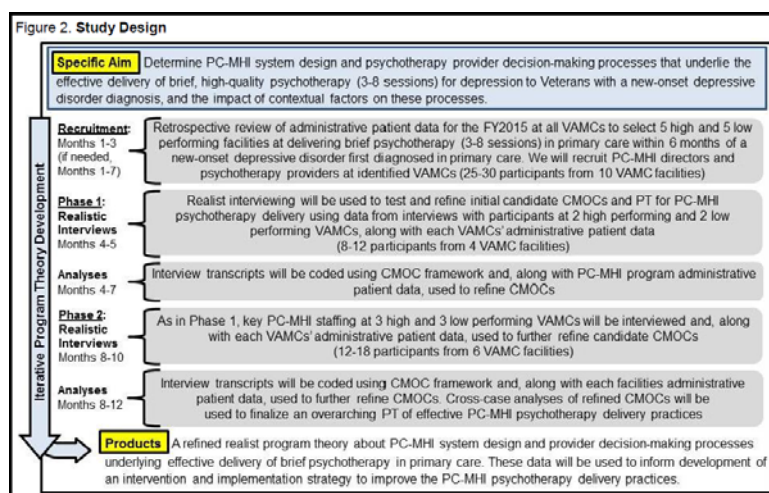 Figure 2. Study Design
Specific Aim Determine PC-MHI system design and psychotherapy provider decision-making processes that underlie the
effective delivery of brief, high-quality psychotherapy (3-8 sessions) for depression to Veterans with a new-onset depressive
disorder diagnosis, and the impact of contextual factors on these processes.
Iterative Program Theory Development
Recruitment:
Months 1-3
(if needed,
Months 1-7)
Retrospective review of administrative patient data for the FY2015 at all VAMCs to select 5 high and 5 low
performing facilities at delivering brief psychotherapy (3-8 sessions) in primary care within 6 months of
a new-onset depressive disorder first diagnosed in primary care. We will recruit PC-MHI directors and
psychotherapy providers at identified VAMCs (25-30 participants from 10 VAMC facilities)
Phase 1:
Realistic
Interviews
Months 4-5
Realist interviewing will be used to test and refine initial candidate CMOCs and PT for PC-MHI
psychotherapy delivery using data from interviews with participants at 2 high performing and 2 low
performing VAMCs, along with each VAMCs' administrative patient data
(8-12 participants from 4 VAMC facilities)
Analyses
Months 4-7
Interview transcripts will be coded using CMOC framework and, along with PC-MHI program administrative
patient data, used to refine CMOCs
Phase 2:
Realistic
Interviews
Months 8-10
As in Phase 1, key PC-MHI staffing at 3 high and 3 low performing VAMCs will be interviewed and, along
with each VAMCs' administrative patient data, used to further refine candidate CMOCs
(12-18 participants from 6 VAMC facilities)
Analyses
Months 8-12
Interview transcripts will be coded using CMOC framework and, along with each facilities administrative
patient data, used to further refine CMOCs. Cross-case analyses of refined CMOCs will be
used to finalize an overarching PT of effective PC-MHI psychotherapy delivery practices
Products A refined realist program theory about PC-MHI system design and provider decision-making processes
underlying effective delivery of brief psychotherapy in primary care. These data will be used to inform development of
an intervention and implementation strategy to improve the PC-MHI psychotherapy delivery practices.